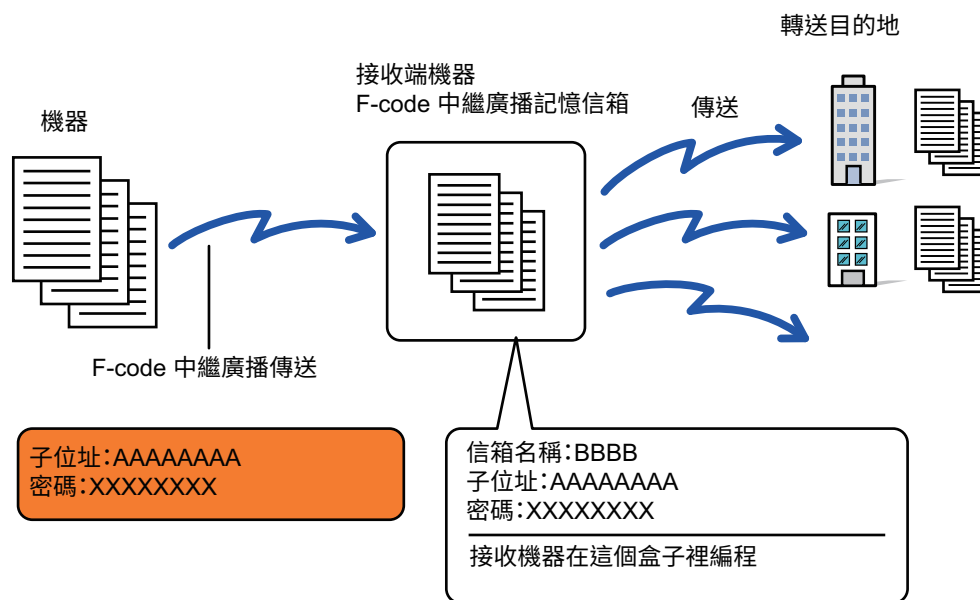 轉送目的地
接收端機器
F-code 中繼廣播記憶信箱
傳送
機器
F-code 中繼廣播傳送
子位址:AAAAAAAA
密碼:XXXXXXXX
信箱名稱:BBBB
子位址:AAAAAAAA
密碼:XXXXXXXX
接收機器在這個盒子裡編程